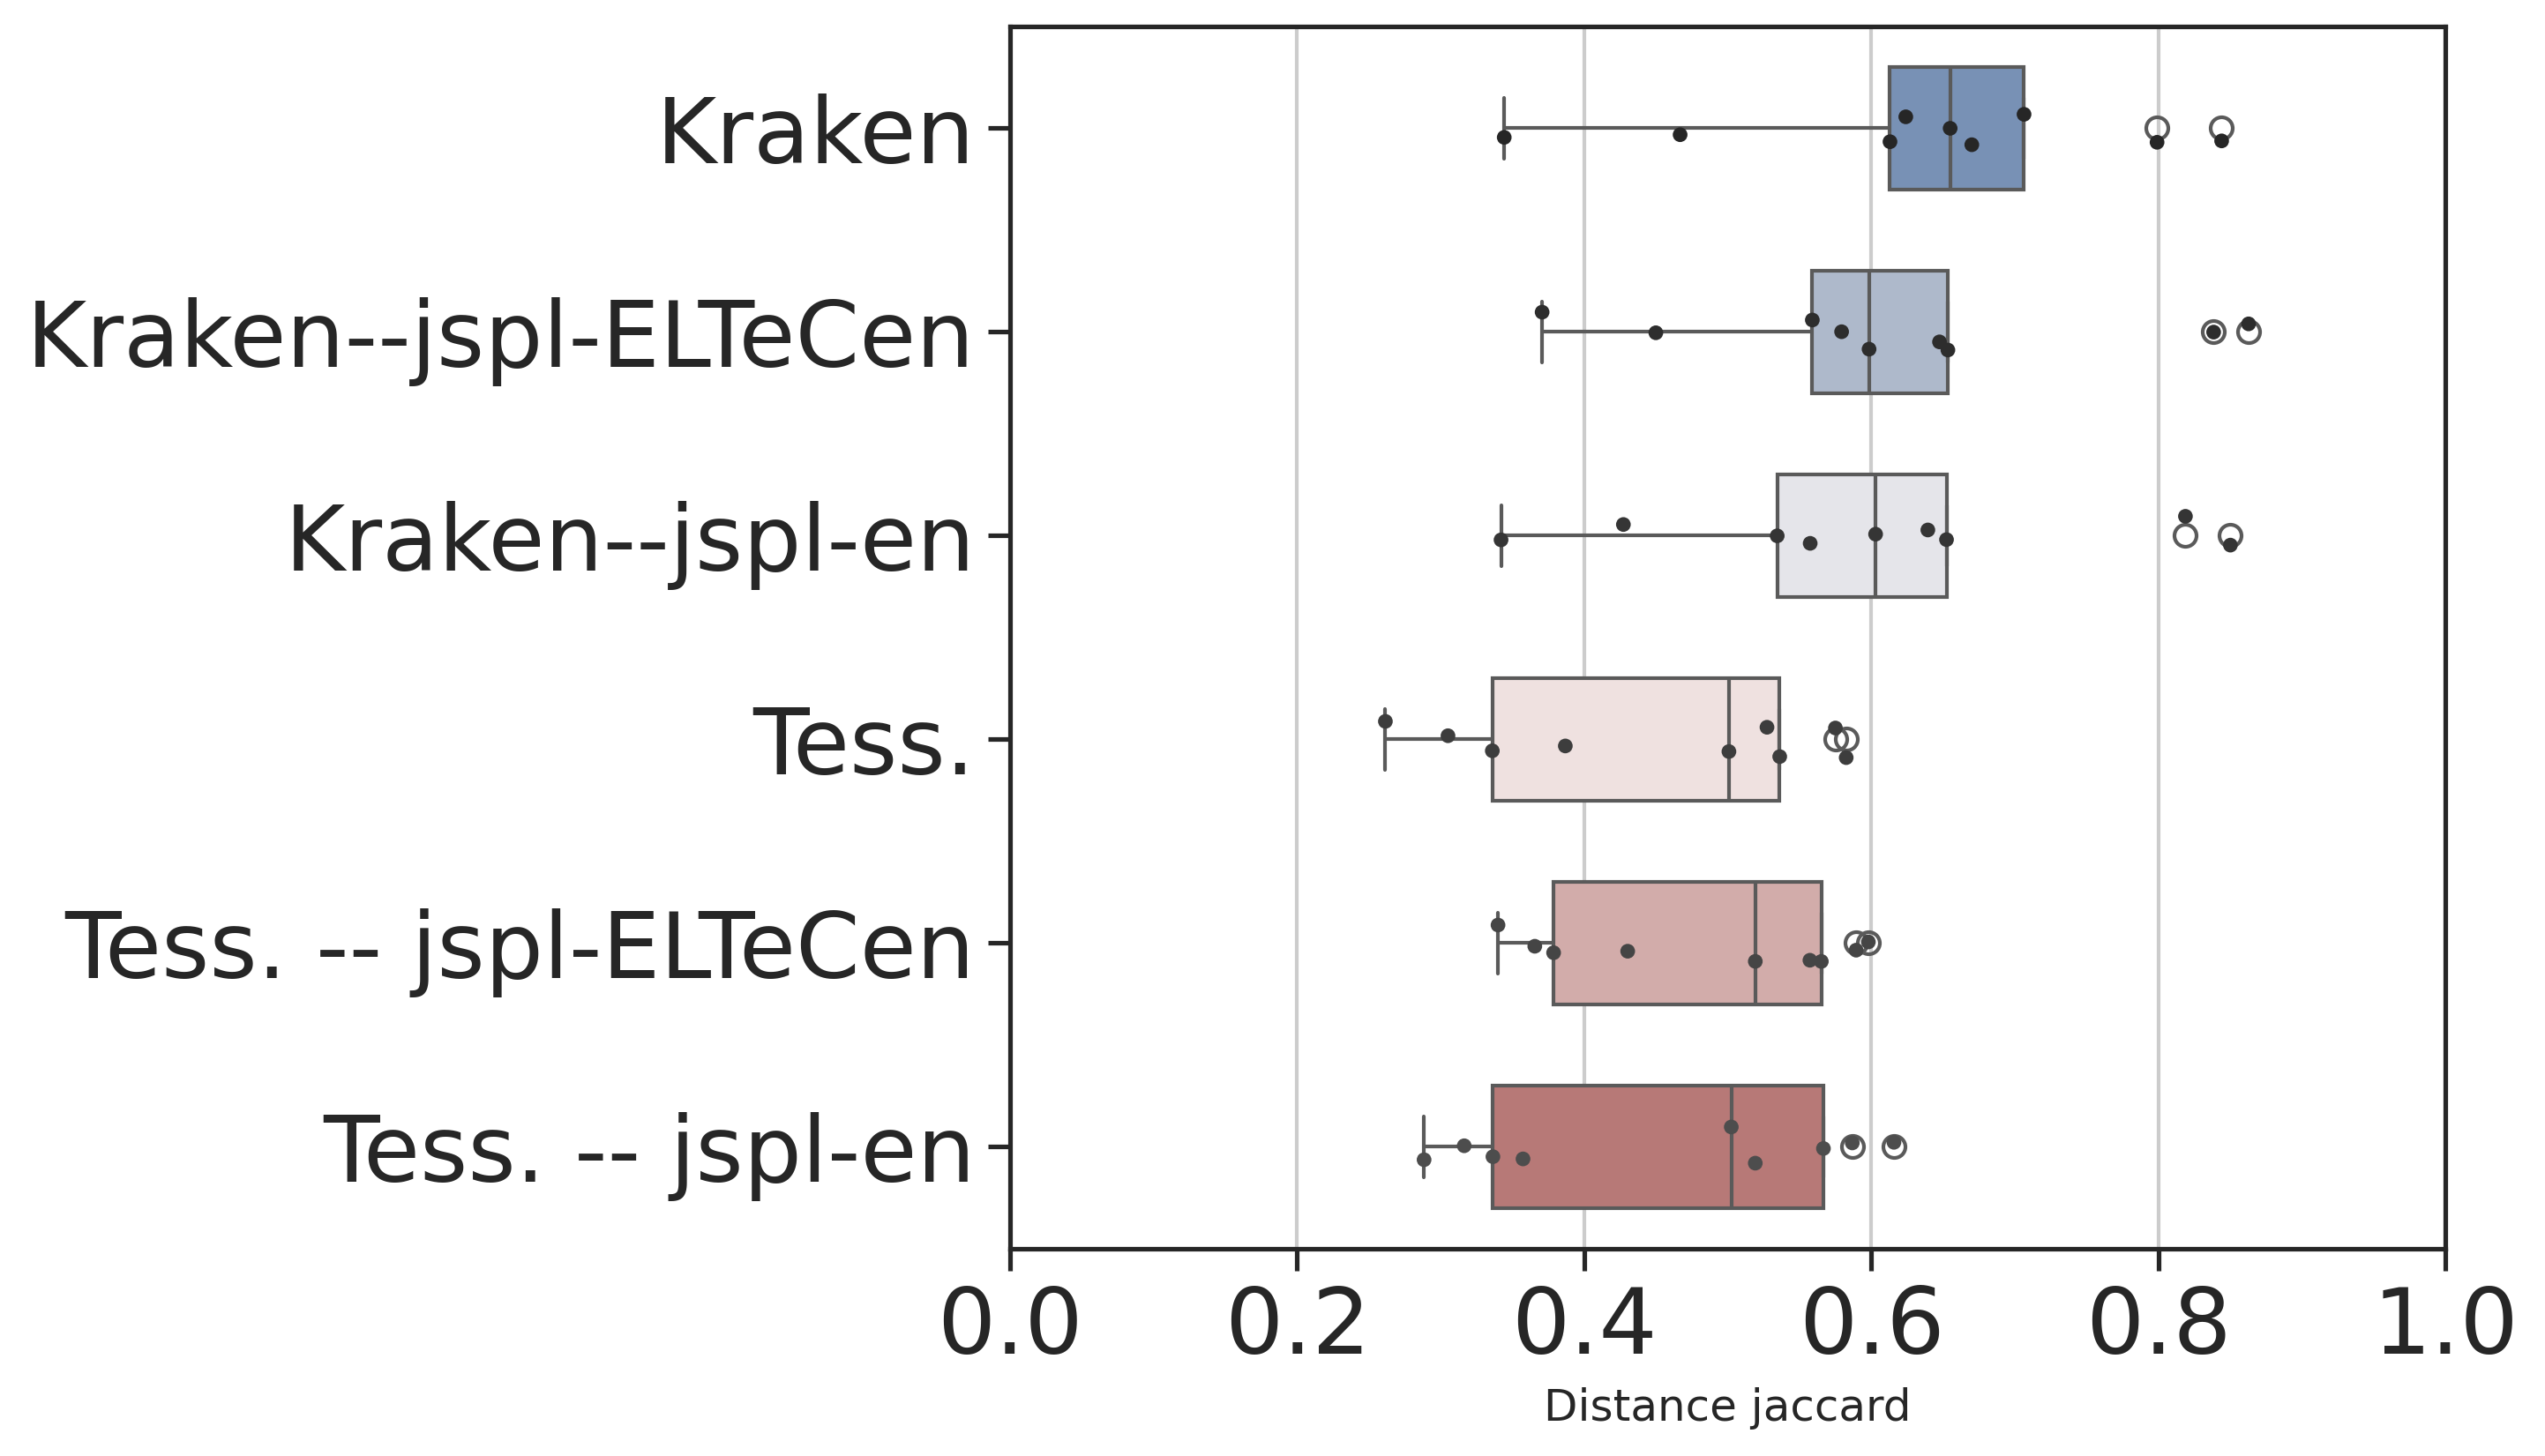 Kraken
Kraken--jspl-ELTeCen
Kraken--jspl-en
Tess.
Tess. -- jspl-ELTeCen
Tess. -- jspl-en
0.0 0.2 0.4 0.6 0.8 1.0
Distance jaccard